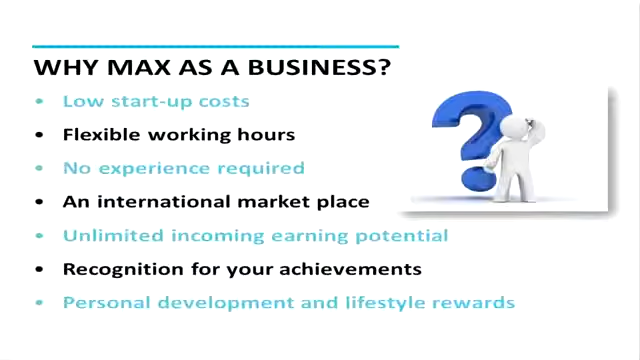 WHY MAX AS A BUSINESS?
• Low start-up costs
• Flexible working hours
• No experience required
• An international market place
• Unlimited incoming earning potential
• Recognition for your achievements
• Personal development and lifestyle rewards